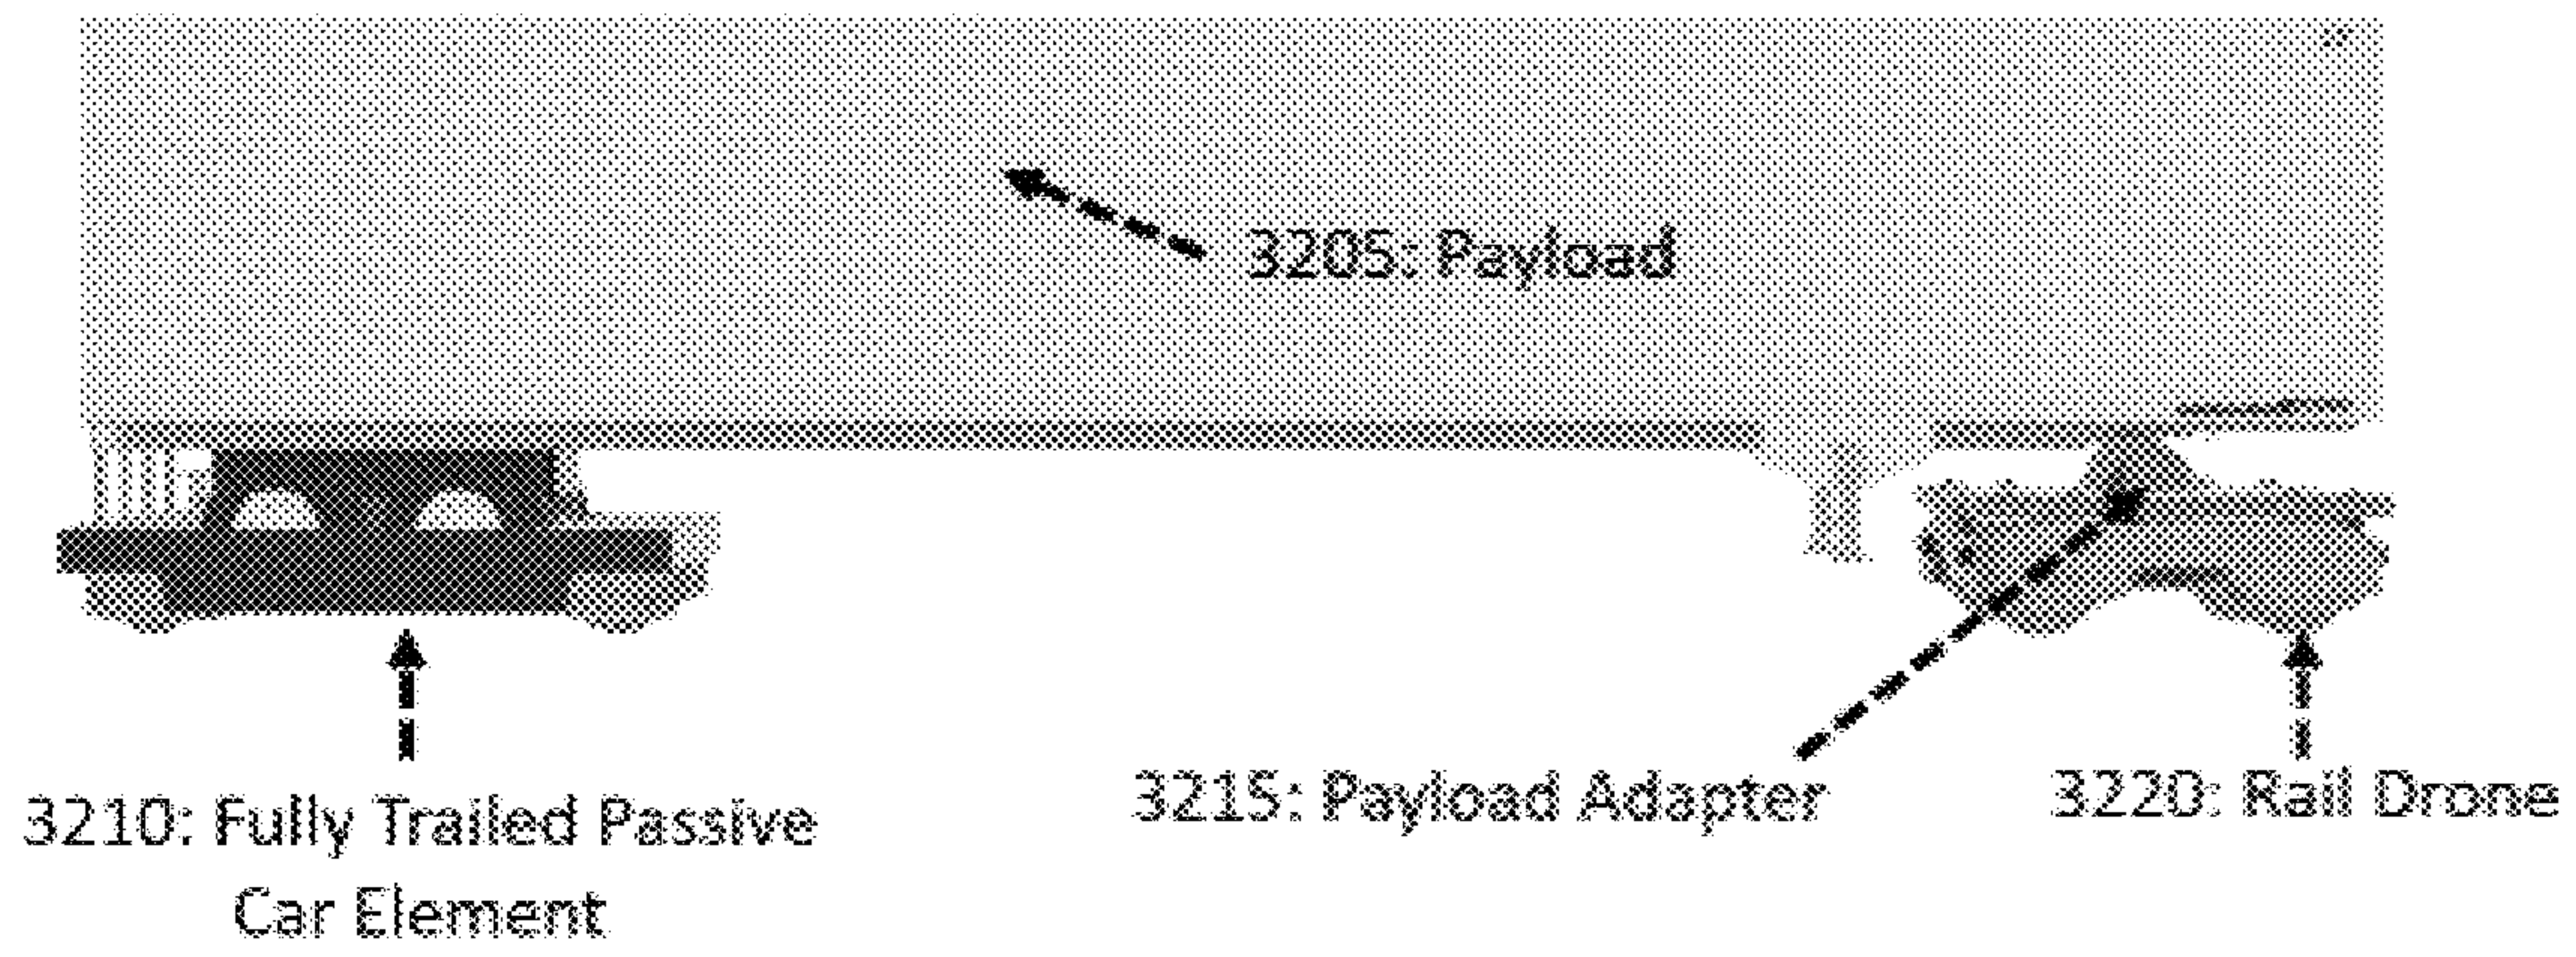 3205: Payload
3210: Fully Trailed Passive
Car Element
3215: Payload Adapter
3220: Rail Drone